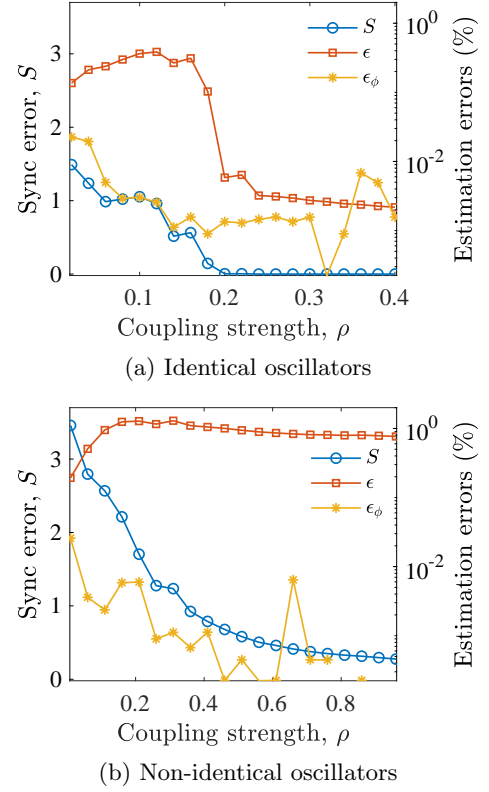 S
ϵ
ϵ_ϕ
Sync error, S
Estimation errors (%)
3
2
1
0
10^0
10^-2
0.1
0.2
0.3
0.4
Coupling strength, ρ
(a) Identical oscillators
S
ϵ
ϵ_ϕ
Sync error, S
Estimation errors (%)
3
2
1
0
10^0
10^-2
0.2
0.4
0.6
0.8
Coupling strength, ρ
(b) Non-identical oscillators